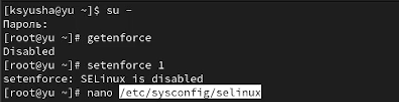 [ksyusha@yu ~]$ su -
Пароль:
[root@yu ~]# getenforce
Disabled
[root@yu ~]# setenforce 1
setenforce: SELinux is disabled
[root@yu ~]# nano /etc/sysconfig/selinux